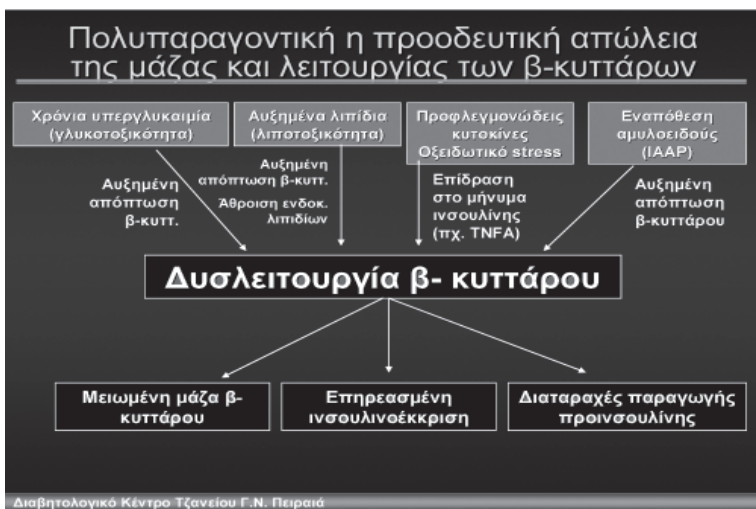 Πολυπαραγοντική η προοδευτική απώλεια
της μάζας και λειτουργίας των β-κυττάρων
Χρόνια υπεργλυκαιμία
(γλυκοτοξικότητα)
Αυξημένα λιπίδια
(λιποτοξικότητα)
Προφλεγμονώδεις
κυτοκίνες
Οξειδωτικό stress
Εναπόθεση
αμυλοειδούς
(IAAP)
Αυξημένη
απόπτωση
β-κυττ.
Αυξημένη
απόπτωση β-κυττ.
Άθροιση ενδοκ.
λιπιδίων
Επίδραση
στο μήνυμα
ινσουλίνης
(πχ. TNFA)
Αυξημένη
απόπτωση
β-κυττάρου
Δυσλειτουργία β- κυττάρου
Μειωμένη μάζα β-
κυττάρου
Επηρεασμένη
ινσουλινοέκκριση
Διαταραχές παραγωγής
προινσουλίνης
Διαβητολογικό Κέντρο Τζανείου Γ.Ν. Πειραιά